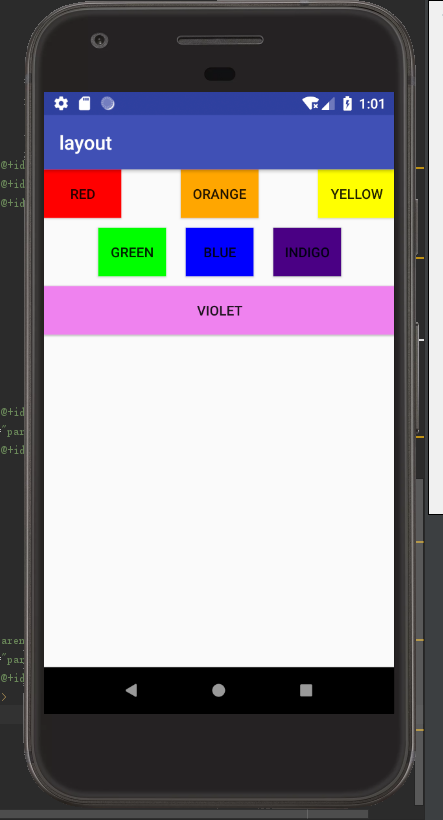 1:01
layout
RED ORANGE YELLOW
GREEN BLUE INDIGO
VIOLET
@+id
@+id
@+id
@+id
="par
@+id
aren
="par
@+id
>